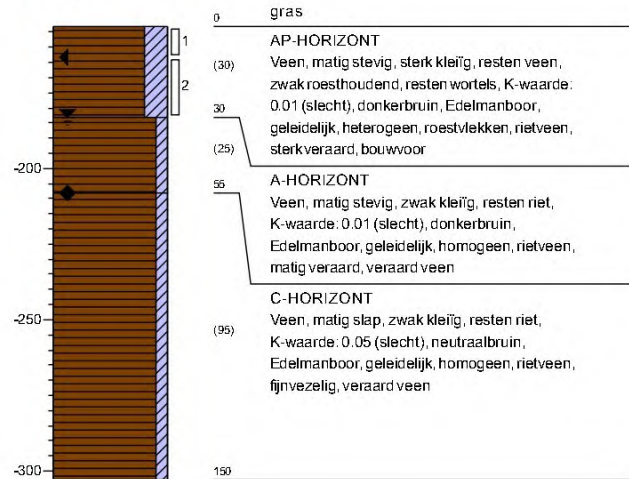 0 gras
1
AP-HORIZONT
(30) Veen, matig stevig, sterk kleiïg, resten veen,
zwak roesthoudend, resten wortels, K-waarde:
2
0.01 (slecht), donkerbruin, Edelmanboor,
30 geleidelijk, heterogeen, roestvlekken, rietveen,
(25) sterk veraard, bouwvoor
-200
55 A-HORIZONT
Veen, matig stevig, zwak kleiïg, resten riet,
K-waarde: 0.01 (slecht), donkerbruin,
Edelmanboor, geleidelijk, homogeen, rietveen,
matig veraard, veraard veen
C-HORIZONT
-250 (95) Veen, matig slap, zwak kleiïg, resten riet,
K-waarde: 0.05 (slecht), neutraalbruin,
Edelmanboor, geleidelijk, homogeen, rietveen,
fijnvezelig, veraard veen
-300 150